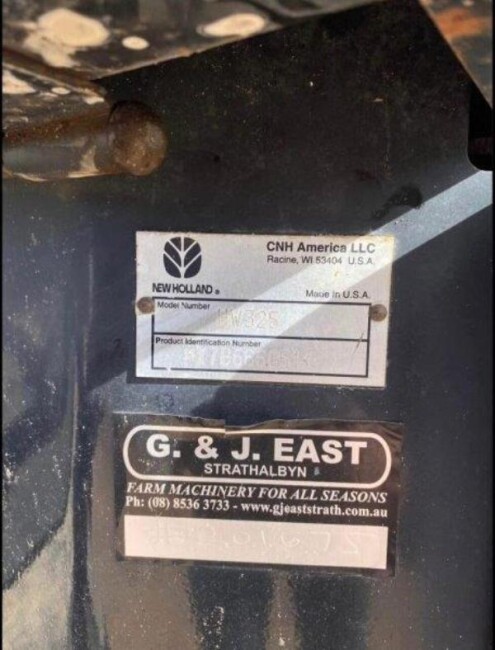 CNH America LLC
Racine, WI 53404 U.S.A.
NEW HOLLAND®
Made In U.S.A.
Model Number
HW325
Product Identification Number
G. & J. EAST
STRATHALBYN
FARM MACHINERY FOR ALL SEASONS
Ph: (08) 8536 3733 - www.gjeaststrath.com.au